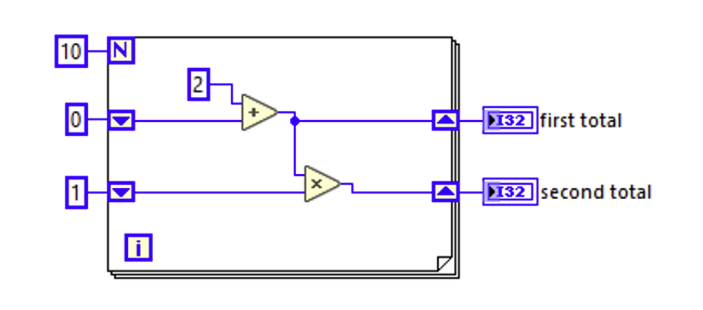 10 N
2
0 + I32 first total
1 × I32 second total
i